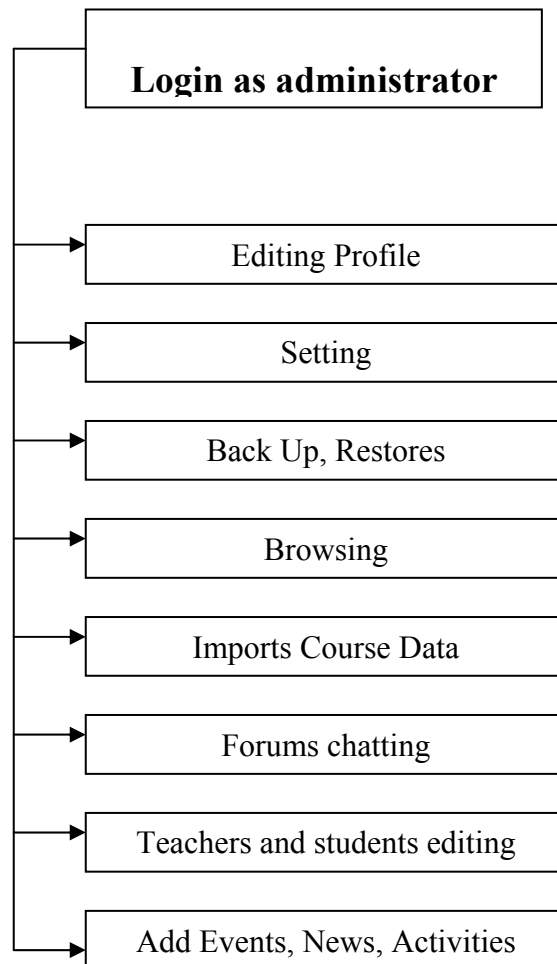 Login as administrator
Editing Profile
Setting
Back Up, Restores
Browsing
Imports Course Data
Forums chatting
Teachers and students editing
Add Events, News, Activities